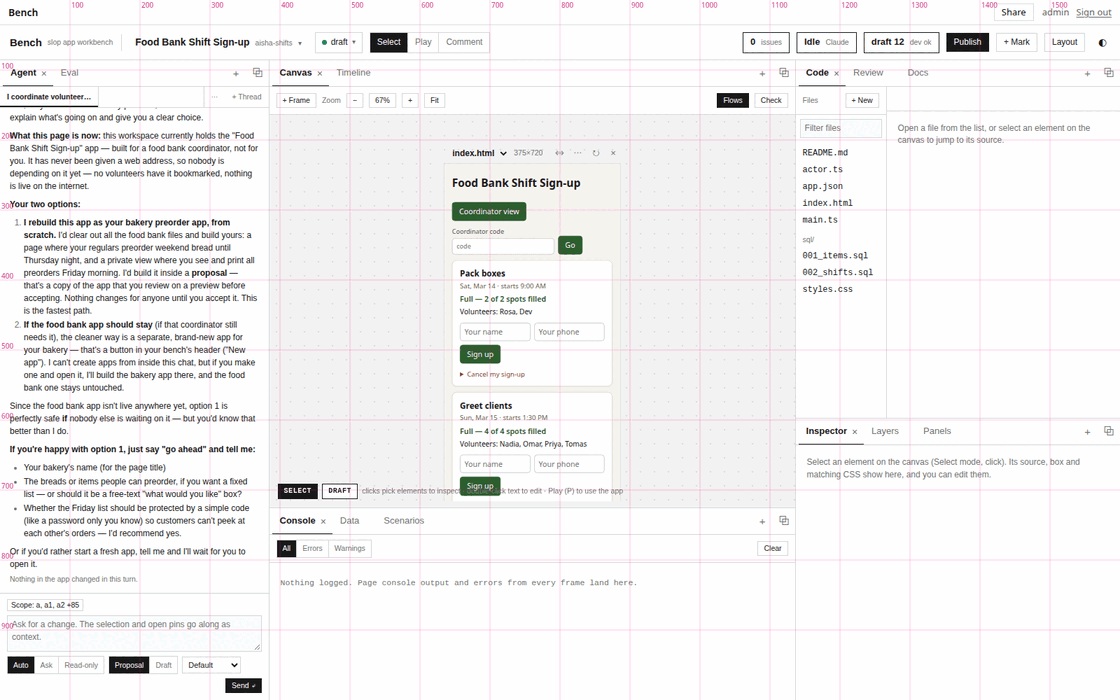 Bench
Share
admin
Sign out
Bench
slop app workbench
Food Bank Shift Sign-up
aisha-shifts ▾
draft ▾
Select
Play
Comment
0 issues
Idle Claude
draft 12 dev ok
Publish
+ Mark
Layout
Agent ×
Eval
I coordinate volunteer…
···
+ Thread
explain what's going on and give you a clear choice.
What this page is now: this workspace currently holds the "Food
Bank Shift Sign-up" app — built for a food bank coordinator, not for
you. It has never been given a web address, so nobody is
depending on it yet — no volunteers have it bookmarked, nothing
is live on the internet.
Your two options:
1. I rebuild this app as your bakery preorder app, from
scratch. I'd clear out all the food bank files and build yours: a
page where your regulars preorder weekend bread until
Thursday night, and a private view where you see and print all
preorders Friday morning. I'd build it inside a proposal —
that's a copy of the app that you review on a preview before
accepting. Nothing changes for anyone until you accept it. This
is the fastest path.
2. If the food bank app should stay (if that coordinator still
needs it), the cleaner way is a separate, brand-new app for
your bakery — that's a button in your bench's header ("New
app"). I can't create apps from inside this chat, but if you make
one and open it, I'll build the bakery app there, and the food
bank one stays untouched.
Since the food bank app isn't live anywhere yet, option 1 is
perfectly safe if nobody else is waiting on it — but you'd know that
better than I do.
If you're happy with option 1, just say "go ahead" and tell me:
• Your bakery's name (for the page title)
• The breads or items people can preorder, if you want a fixed
list — or should it be a free-text "what would you like" box?
• Whether the Friday list should be protected by a simple code
(like a password only you know) so customers can't peek at
each other's orders — I'd recommend yes.
Or if you'd rather start a fresh app, tell me and I'll wait for you to
open it.
Nothing in the app changed in this turn.
Scope: a, a1, a2 +85
Ask for a change. The selection and open pins go along as
context.
Auto
Ask
Read-only
Proposal
Draft
Default
Send
Canvas ×
Timeline
+ Frame
Zoom
−
67%
+
Fit
Flows
Check
index.html
375×720
Food Bank Shift Sign-up
Coordinator view
Coordinator code
code
Go
Pack boxes
Sat, Mar 14 · starts 9:00 AM
Full — 2 of 2 spots filled
Volunteers: Rosa, Dev
Your name
Your phone
Sign up
▸ Cancel my sign-up
Greet clients
Sun, Mar 15 · starts 1:30 PM
Full — 4 of 4 spots filled
Volunteers: Nadia, Omar, Priya, Tomas
Your name
Your phone
Sign up
SELECT
DRAFT
clicks pick elements to inspect
text to edit · Play (P) to use the app
Console ×
Data
Scenarios
All
Errors
Warnings
Clear
Nothing logged. Page console output and errors from every frame land here.
Code ×
Review
Docs
Files
+ New
Filter files
README.md
actor.ts
app.json
index.html
main.ts
sql/
001_items.sql
002_shifts.sql
styles.css
Open a file from the list, or select an element on the
canvas to jump to its source.
Inspector ×
Layers
Panels
Select an element on the canvas (Select mode, click). Its source, box and
matching CSS show here, and you can edit them.
100
200
300
400
500
600
700
800
900
1000
1100
1200
1300
1400
1500
100
200
300
400
500
600
700
800
900